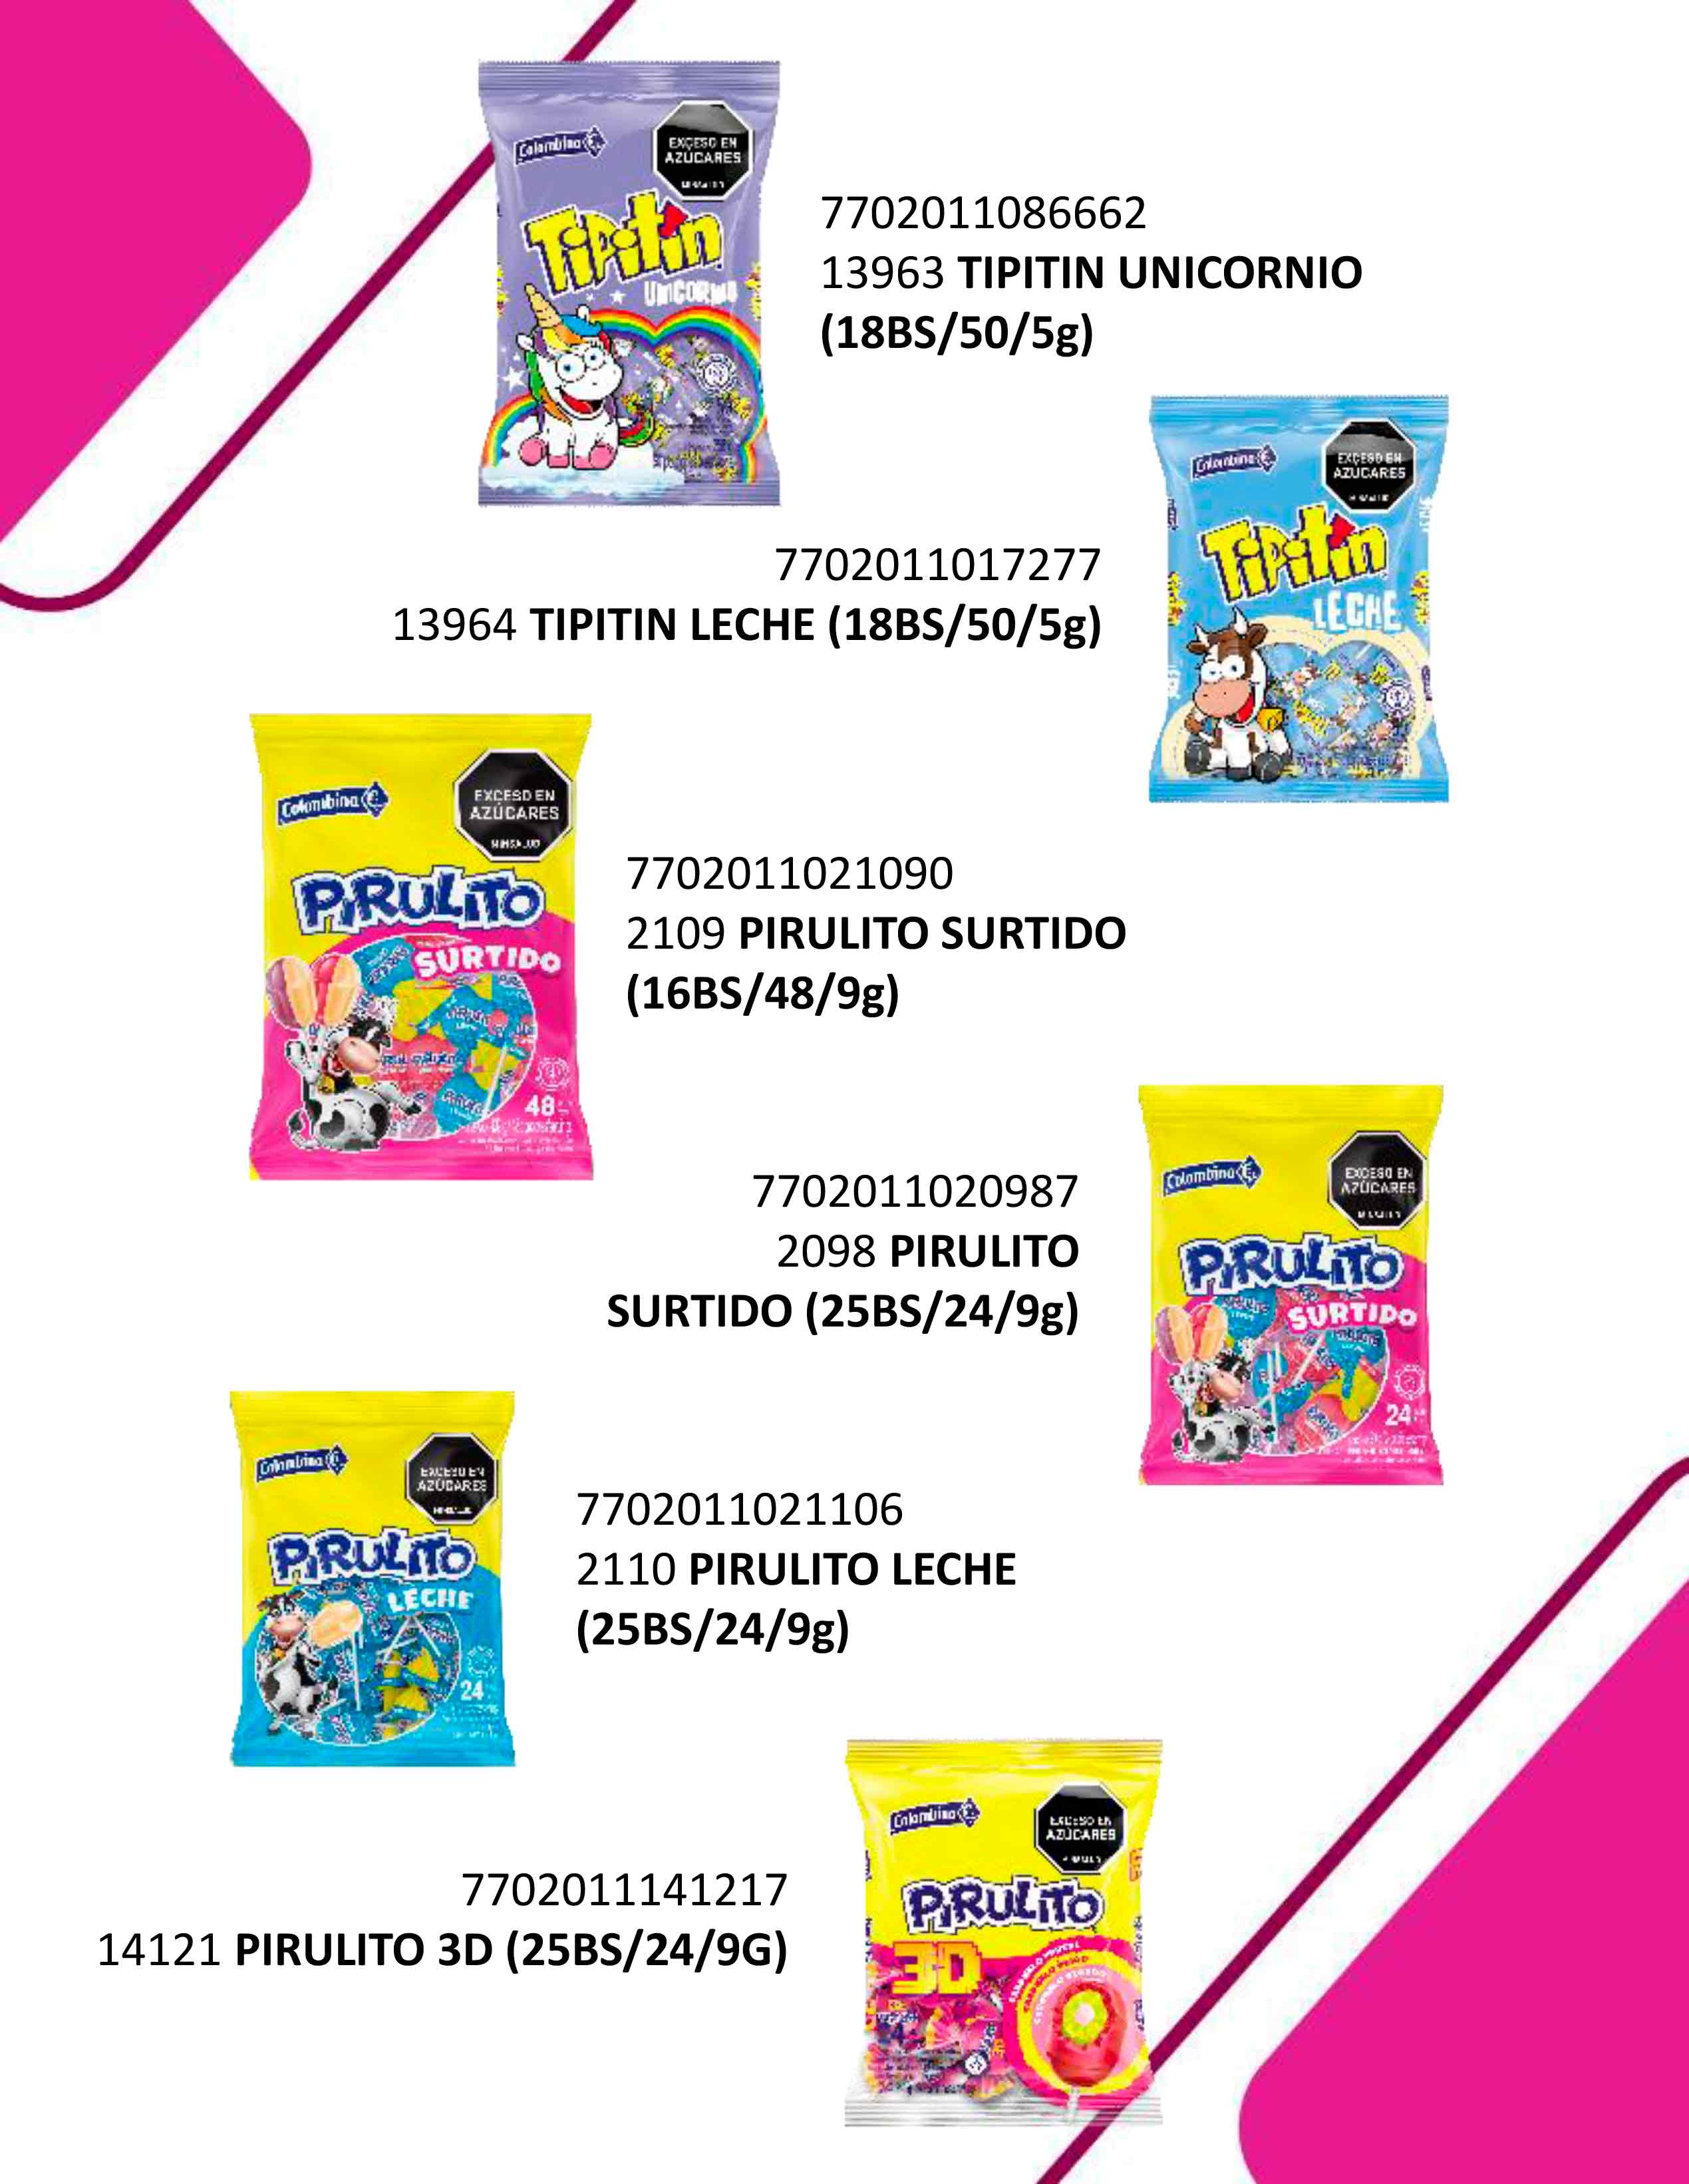 Colombina
EXCESO EN
AZÚCARES
TiPitín
UNICORNIO
7702011086662
13963 TIPITIN UNICORNIO
(18BS/50/5g)
Colombina
EXCESO EN
AZÚCARES
TiPitín
LECHE
7702011017277
13964 TIPITIN LECHE (18BS/50/5g)
Colombina
EXCESO EN
AZÚCARES
MINSALUD
PiRULiTO
SURTIDO
48
7702011021090
2109 PIRULITO SURTIDO
(16BS/48/9g)
Colombina
EXCESO EN
AZÚCARES
PiRULiTO
SURTIDO
24
7702011020987
2098 PIRULITO
SURTIDO (25BS/24/9g)
Colombina
EXCESO EN
AZÚCARES
PiRULiTO
LECHE
24
7702011021106
2110 PIRULITO LECHE
(25BS/24/9g)
Colombina
EXCESO EN
AZÚCARES
PiRULiTO
3D
7702011141217
14121 PIRULITO 3D (25BS/24/9G)